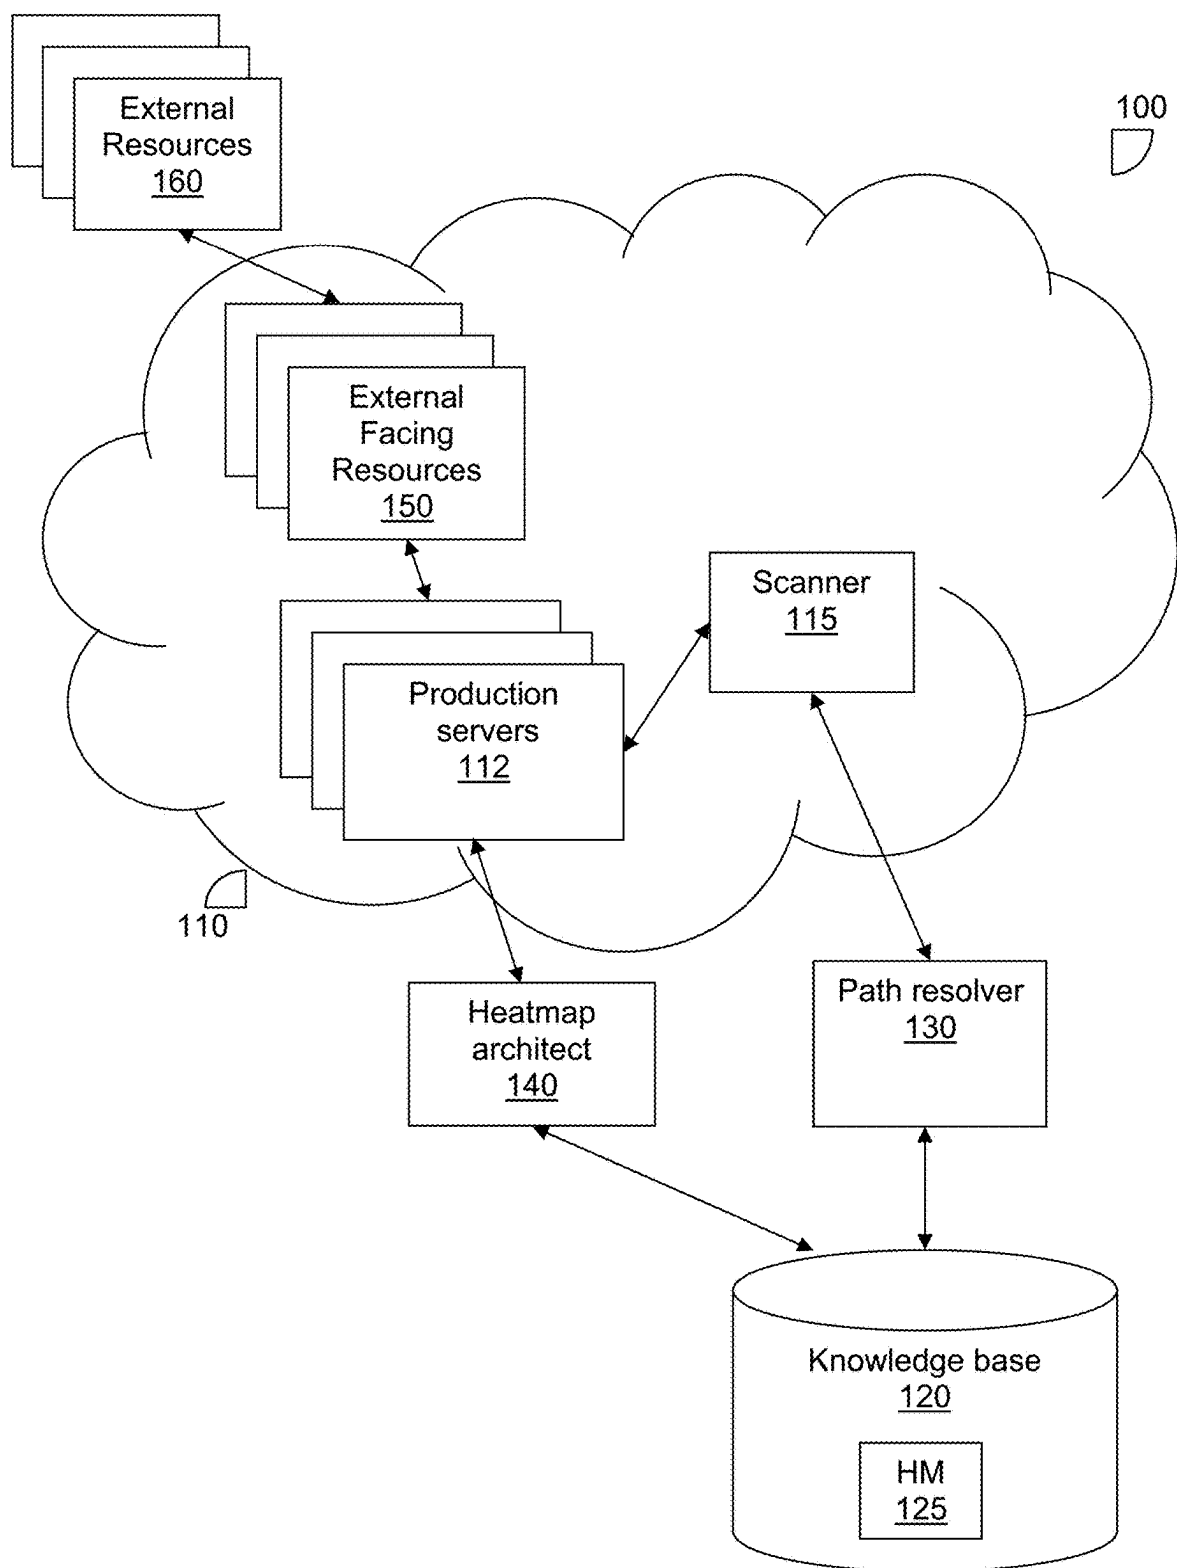 External
Resources
160
100
External
Facing
Resources
150
Scanner
115
Production
servers
112
110
Path resolver
130
Heatmap
architect
140
Knowledge base
120
HM
125